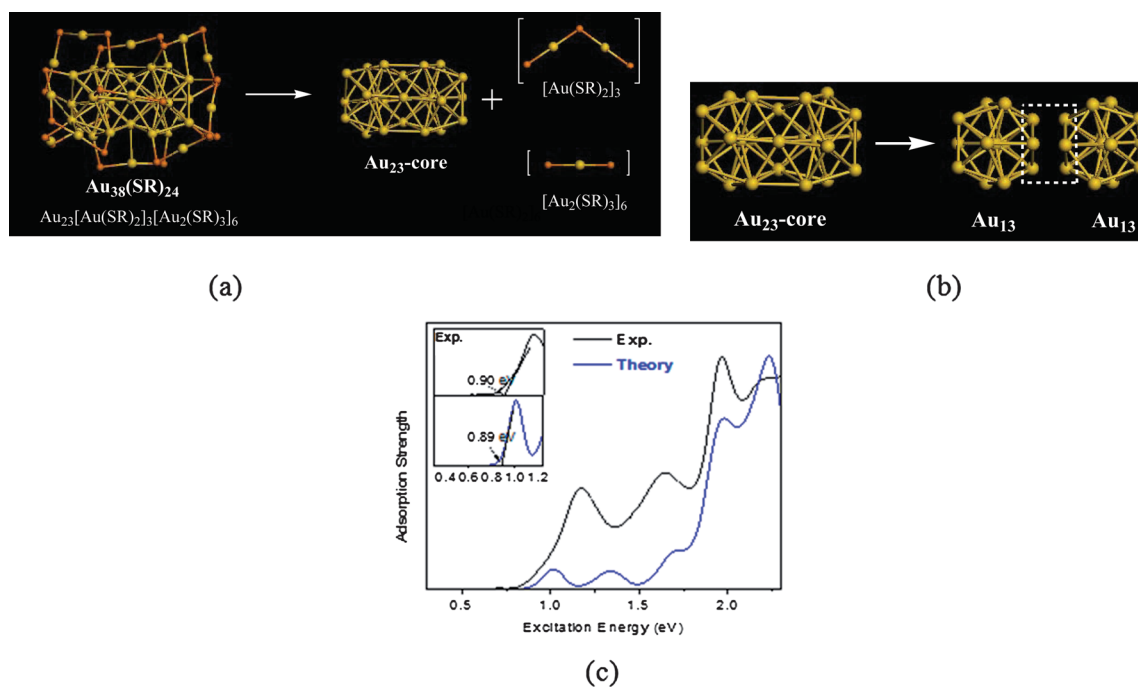 [Au(SR)₂]₃
Au₃₈(SR)₂₄
Au₂₃[Au(SR)₂]₃[Au₂(SR)₃]₆
Au₂₃-core
[Au₂(SR)₃]₆
+
(a)
Au₂₃-core
Au₁₃
Au₁₃
(b)
Exp.
0.90 eV
0.89 eV
0.4 0.6 0.8 1.0 1.2
Exp.
Theory
Adsorption Strength
0.5 1.0 1.5 2.0
Excitation Energy (eV)
(c)